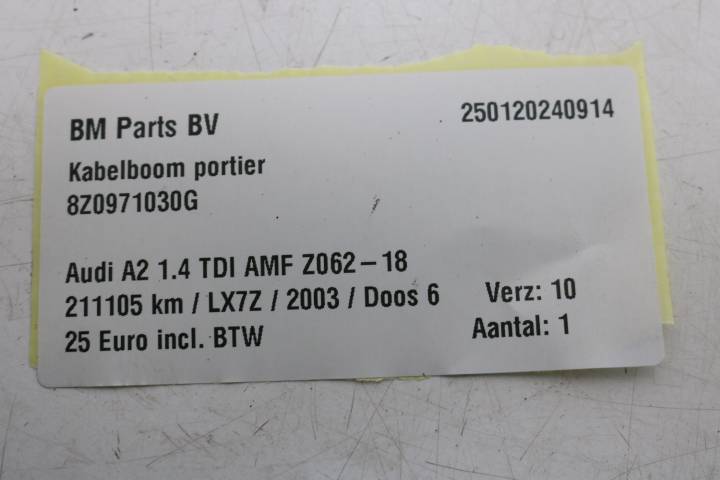 BM Parts BV 250120240914
Kabelboom portier
8Z0971030G
Audi A2 1.4 TDI AMF Z062-18
211105 km / LX7Z / 2003 / Doos 6 Verz: 10
25 Euro incl. BTW Aantal: 1